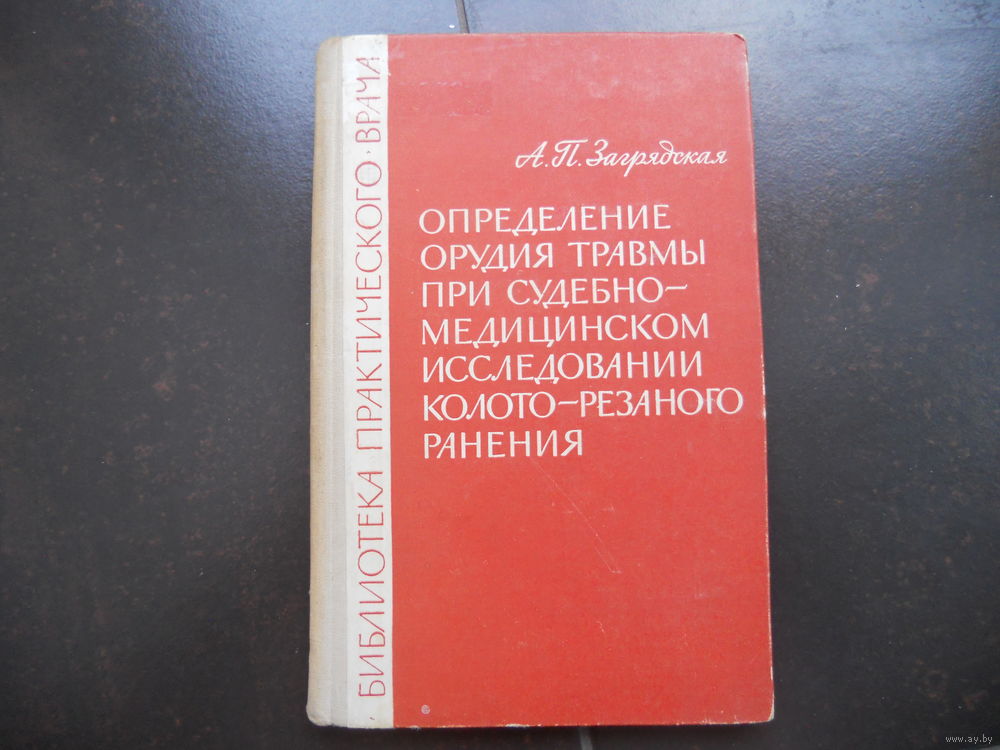 БИБЛИОТЕКА ПРАКТИЧЕСКОГО · ВРАЧА
А. П. Загрядская
ОПРЕДЕЛЕНИЕ
ОРУДИЯ ТРАВМЫ
ПРИ СУДЕБНО–
МЕДИЦИНСКОМ
ИССЛЕДОВАНИИ
КОЛОТО–РЕЗАНОГО
РАНЕНИЯ
www.ay.by